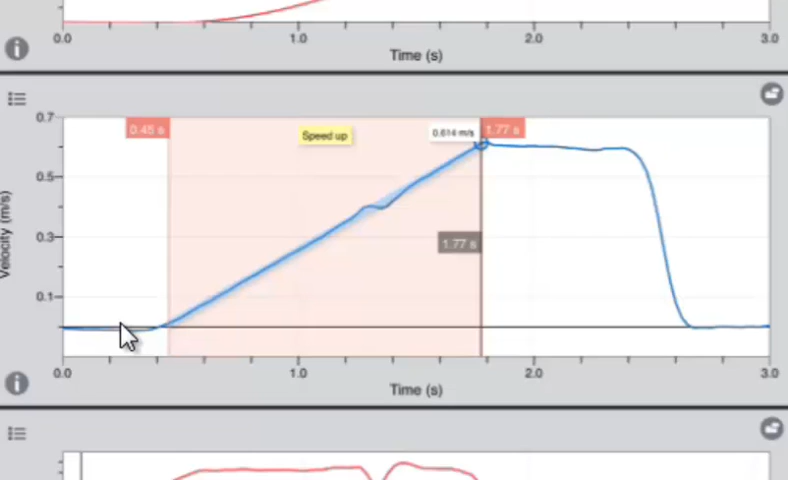 0.0 1.0 2.0 3.0
Time (s)
0.7
0.45 s
Speed up
0.614 m/s
1.77 s
0.5
Velocity (m/s)
0.3
1.77 s
0.1
0.0 1.0 2.0 3.0
Time (s)